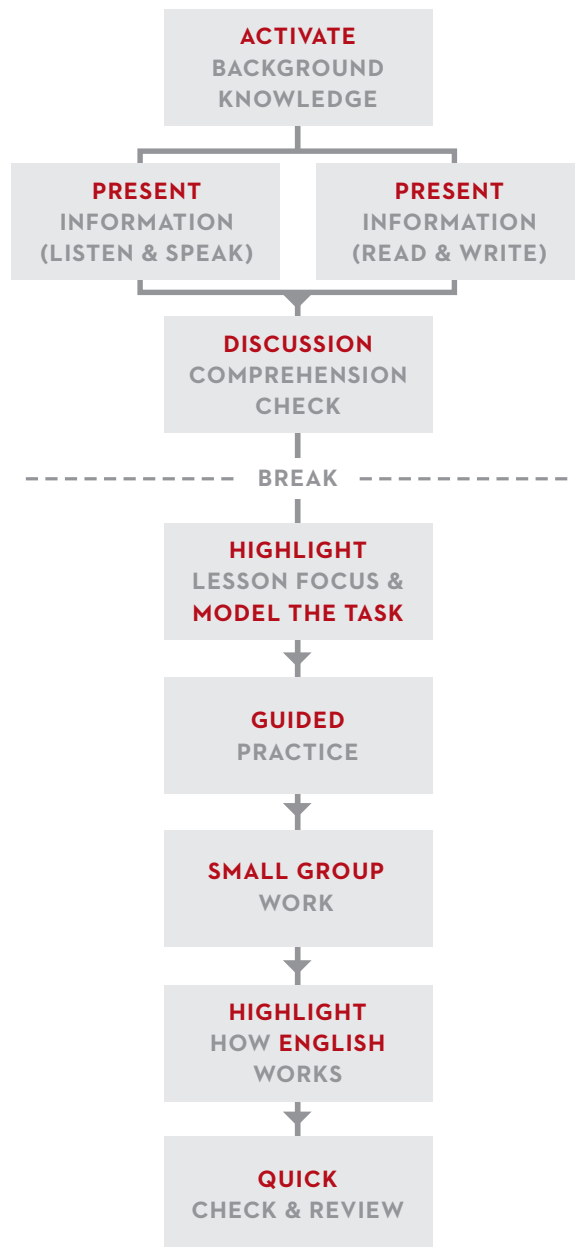 ACTIVATE
BACKGROUND
KNOWLEDGE
PRESENT
INFORMATION
(LISTEN & SPEAK)
PRESENT
INFORMATION
(READ & WRITE)
DISCUSSION
COMPREHENSION
CHECK
BREAK
HIGHLIGHT
LESSON FOCUS &
MODEL THE TASK
GUIDED
PRACTICE
SMALL GROUP
WORK
HIGHLIGHT
HOW ENGLISH
WORKS
QUICK
CHECK & REVIEW